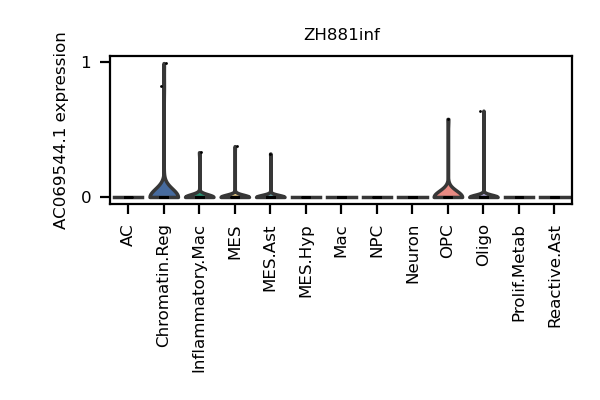 ZH881inf
AC069544.1 expression
1
0
AC
Chromatin.Reg
Inflammatory.Mac
MES
MES.Ast
MES.Hyp
Mac
NPC
Neuron
OPC
Oligo
Prolif.Metab
Reactive.Ast